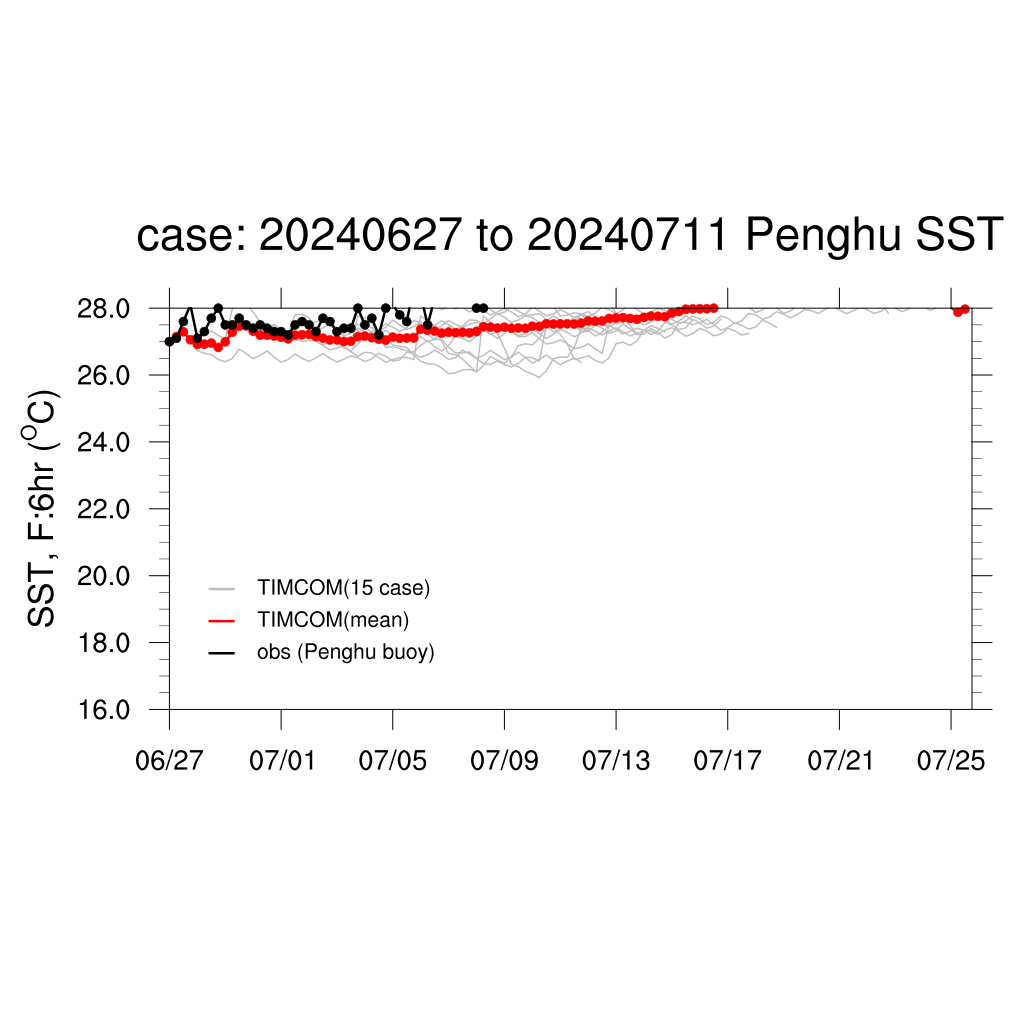 case: 20240627 to 20240711 Penghu SST
SST, F:6hr (°C)
28.0
26.0
24.0
22.0
20.0
18.0
16.0
TIMCOM(15 case)
TIMCOM(mean)
obs (Penghu buoy)
06/27 07/01 07/05 07/09 07/13 07/17 07/21 07/25